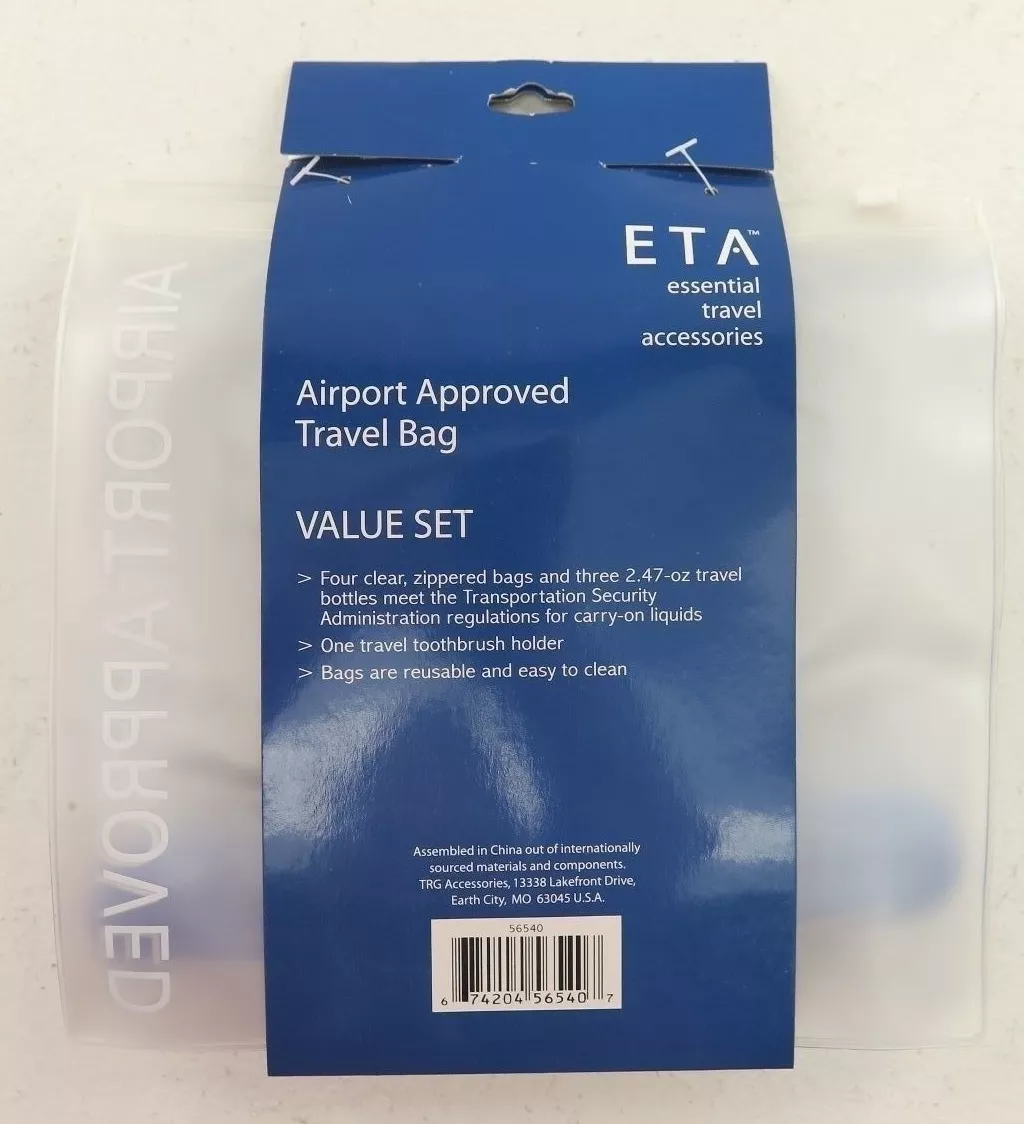 ETA™
essential
travel
accessories
Airport Approved
Travel Bag
VALUE SET
> Four clear, zippered bags and three 2.47-oz travel
bottles meet the Transportation Security
Administration regulations for carry-on liquids
> One travel toothbrush holder
> Bags are reusable and easy to clean
Assembled in China out of internationally
sourced materials and components.
TRG Accessories, 13338 Lakefront Drive,
Earth City, MO 63045 U.S.A.
56540
6 74204 56540 7
AIRPORT APPROVED